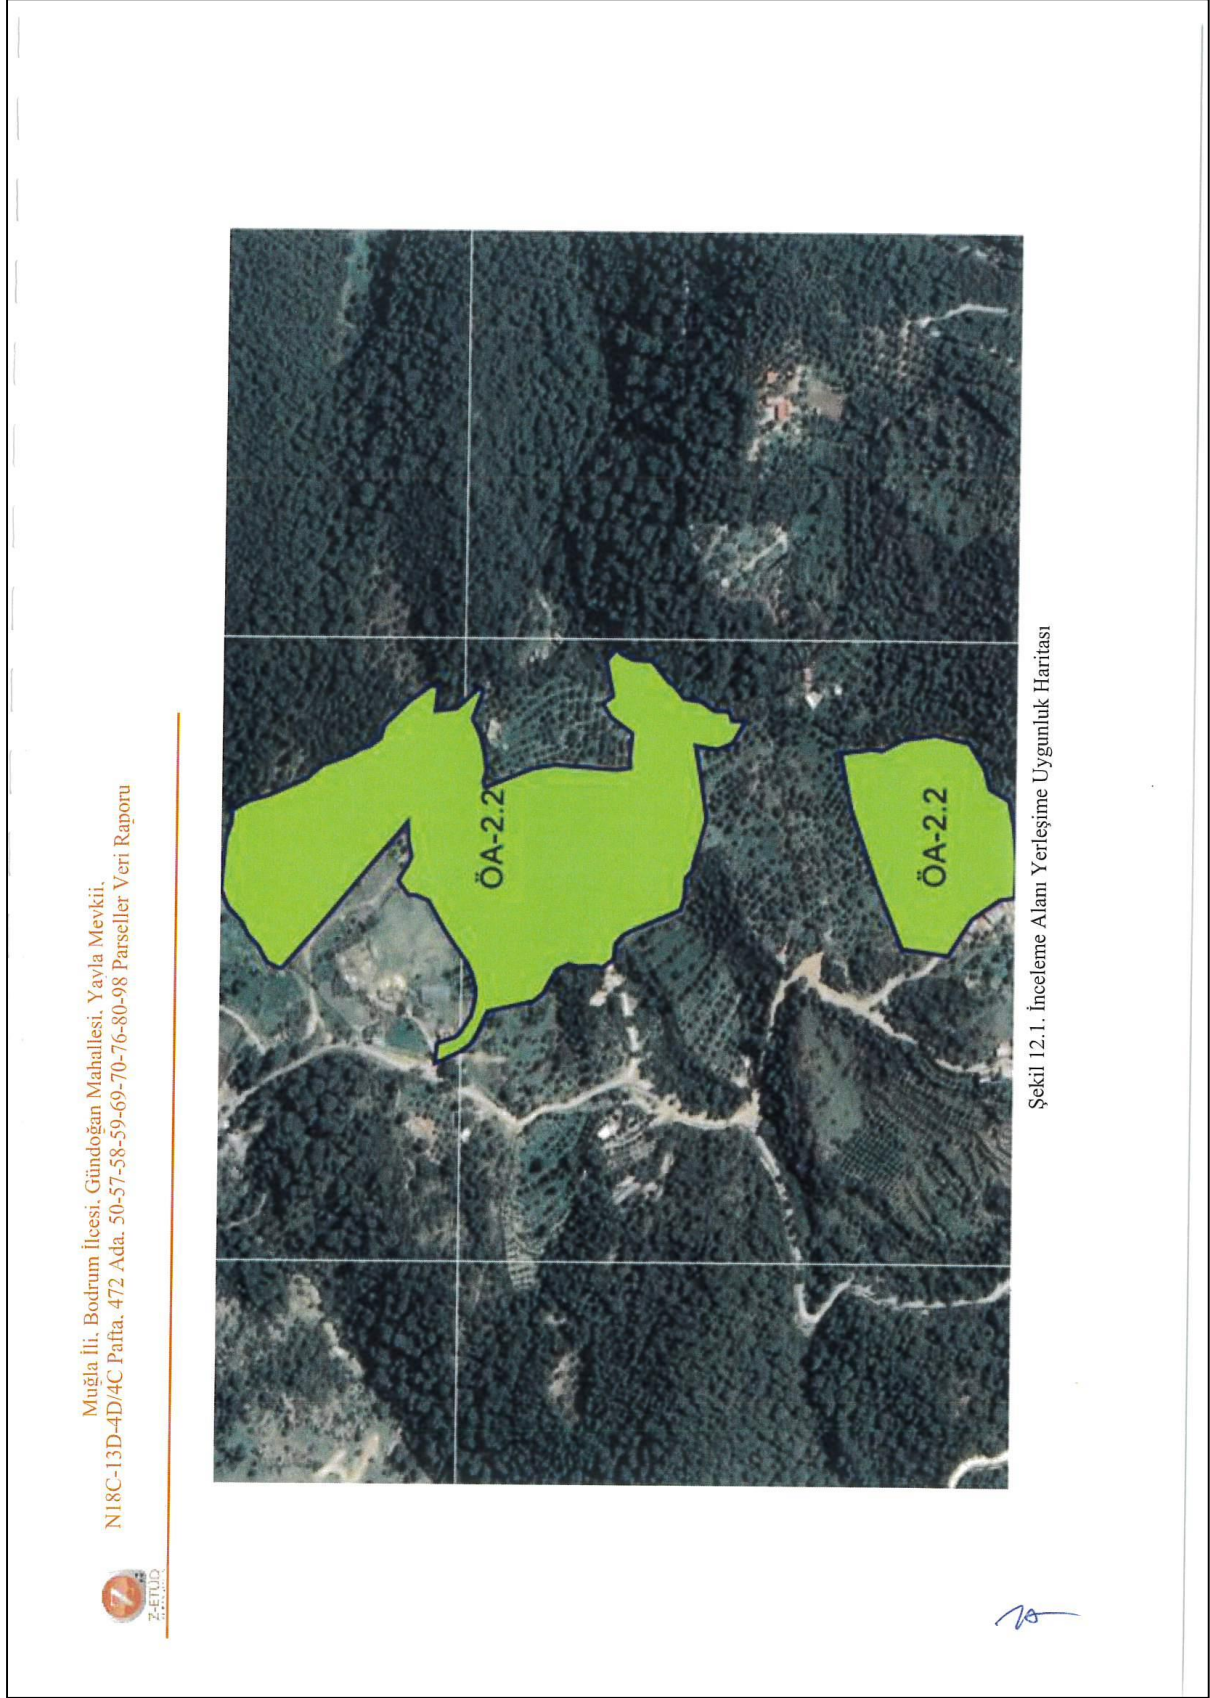 Muğla İli, Bodrum İlçesi, Gündoğan Mahallesi, Yayla Mevkii,
N18C-13D-4D/4C Pafta, 472 Ada, 50-57-58-59-69-70-76-80-98 Parseller Veri Raporu
Z-ETÜD
ÖA-2.2
ÖA-2.2
Şekil 12.1. İnceleme Alanı Yerleşime Uygunluk Haritası